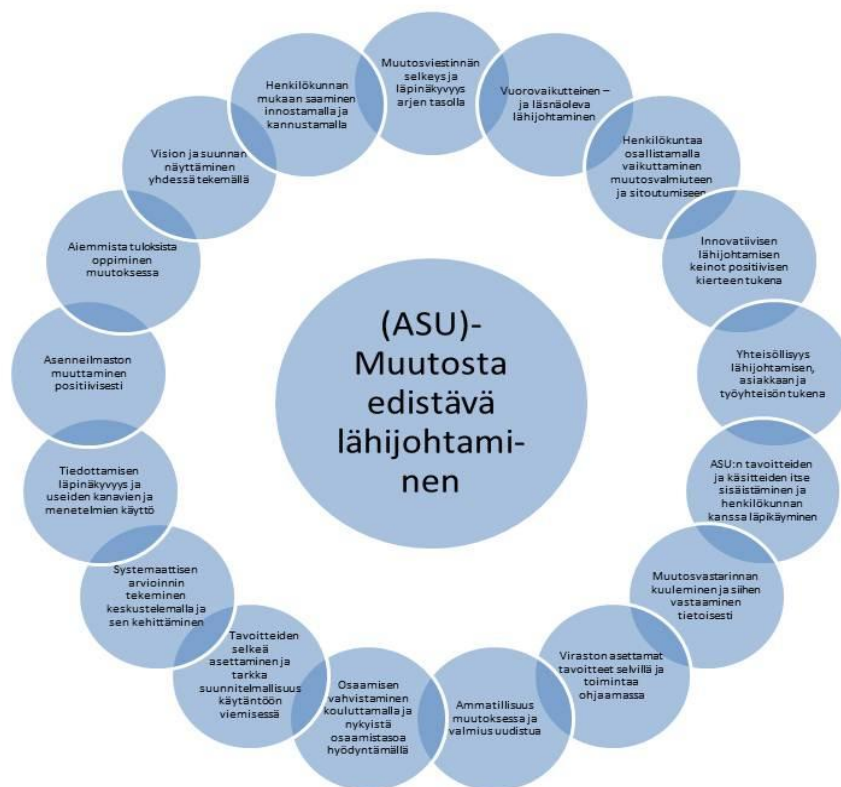 Muutosviestinnän
selkeys ja
läpinäkyvyys
arjen tasolla
Vuorovaikutteinen –
ja läsnäoleva
lähijohtaminen
Henkilökuntaa
osallistamalla
vaikuttaminen
muutosvalmiuteen
ja sitoutumiseen
Innovatiivisen
lähijohtamisen
keinot positiivisen
kierteen tukena
Yhteisöllisyys
lähijohtamisen,
asiakkaan ja
työyhteisön tukena
ASU:n tavoitteiden
ja käsitteiden itse
sisäistäminen ja
henkilökunnan
kanssa läpikäyminen
Muutosvastarinnan
kuuleminen ja siihen
vastaaminen
tietoisesti
Viraston asettamat
tavoitteet selvillä ja
toimintaa
ohjaamassa
Ammatillisuus
muutoksessa ja
valmius uudistua
Osaamisen
vahvistaminen
kouluttamalla ja
nykyistä
osaamistasoa
hyödyntämällä
Tavoitteiden
selkeä
asettaminen ja
tarkka
suunnitelmallisuus
käytäntöön
viemisessä
Systemaattisen
arvioinnin
tekeminen
keskustelemalla ja
sen kehittäminen
Tiedottamisen
läpinäkyvyys ja
useiden kanavien ja
menetelmien käyttö
Asenneilmaston
muuttaminen
positiivisesti
Aiemmista tuloksista
oppiminen
muutoksessa
Vision ja suunnan
näyttäminen
yhdessä tekemällä
Henkilökunnan
mukaan saaminen
innostamalla ja
kannustamalla
(ASU)-
Muutosta
edistävä
lähijohtami-
nen